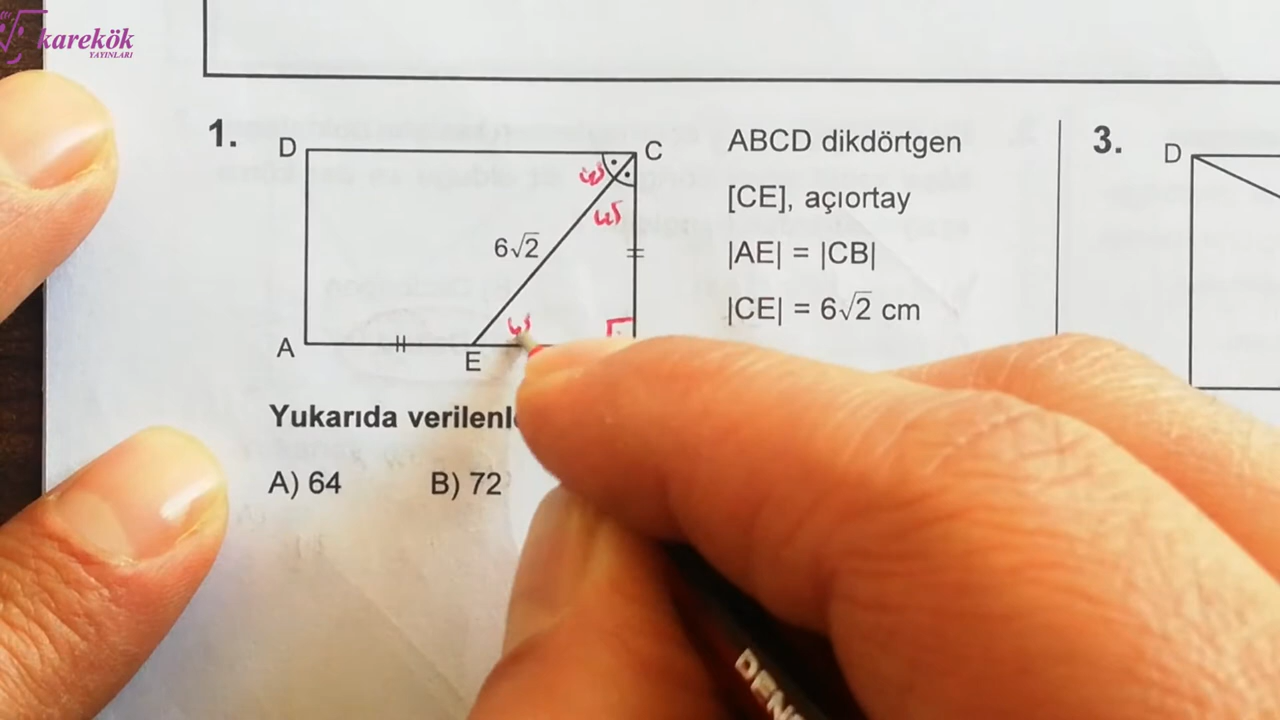 karekök
YAYINLARI
1.
D
C
ABCD dikdörtgen
[CE], açıortay
|AE| = |CB|
|CE| = 6√2 cm
6√2
45
45
45
A
E
Yukarıda
A) 64 B) 72
3.
D
DENS